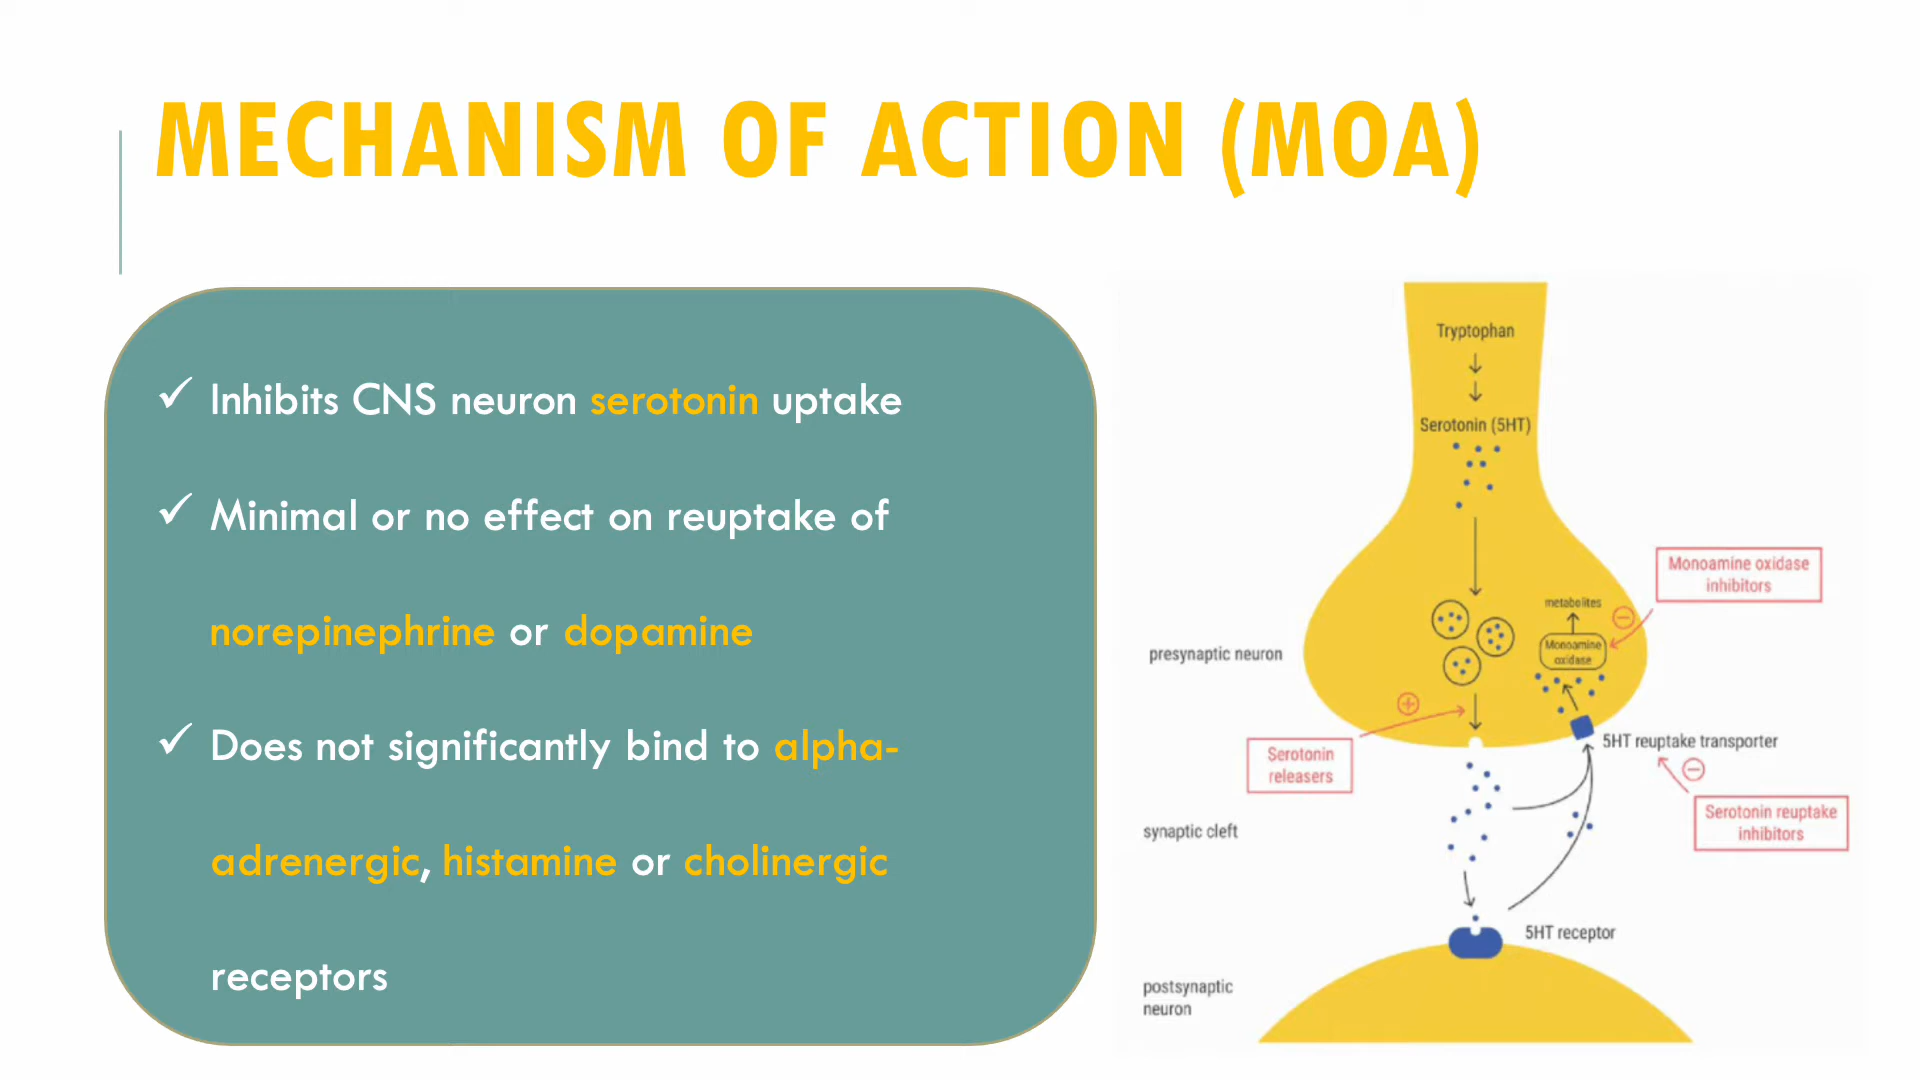 MECHANISM OF ACTION (MOA)
✓ Inhibits CNS neuron serotonin uptake
✓ Minimal or no effect on reuptake of
norepinephrine or dopamine
✓ Does not significantly bind to alpha-
adrenergic, histamine or cholinergic
receptors
Tryptophan
Serotonin (5HT)
Monoamine oxidase
inhibitors
metabolites
Monoamine
oxidase
presynaptic neuron
5HT reuptake transporter
Serotonin
releasers
Serotonin reuptake
inhibitors
synaptic cleft
5HT receptor
postsynaptic
neuron